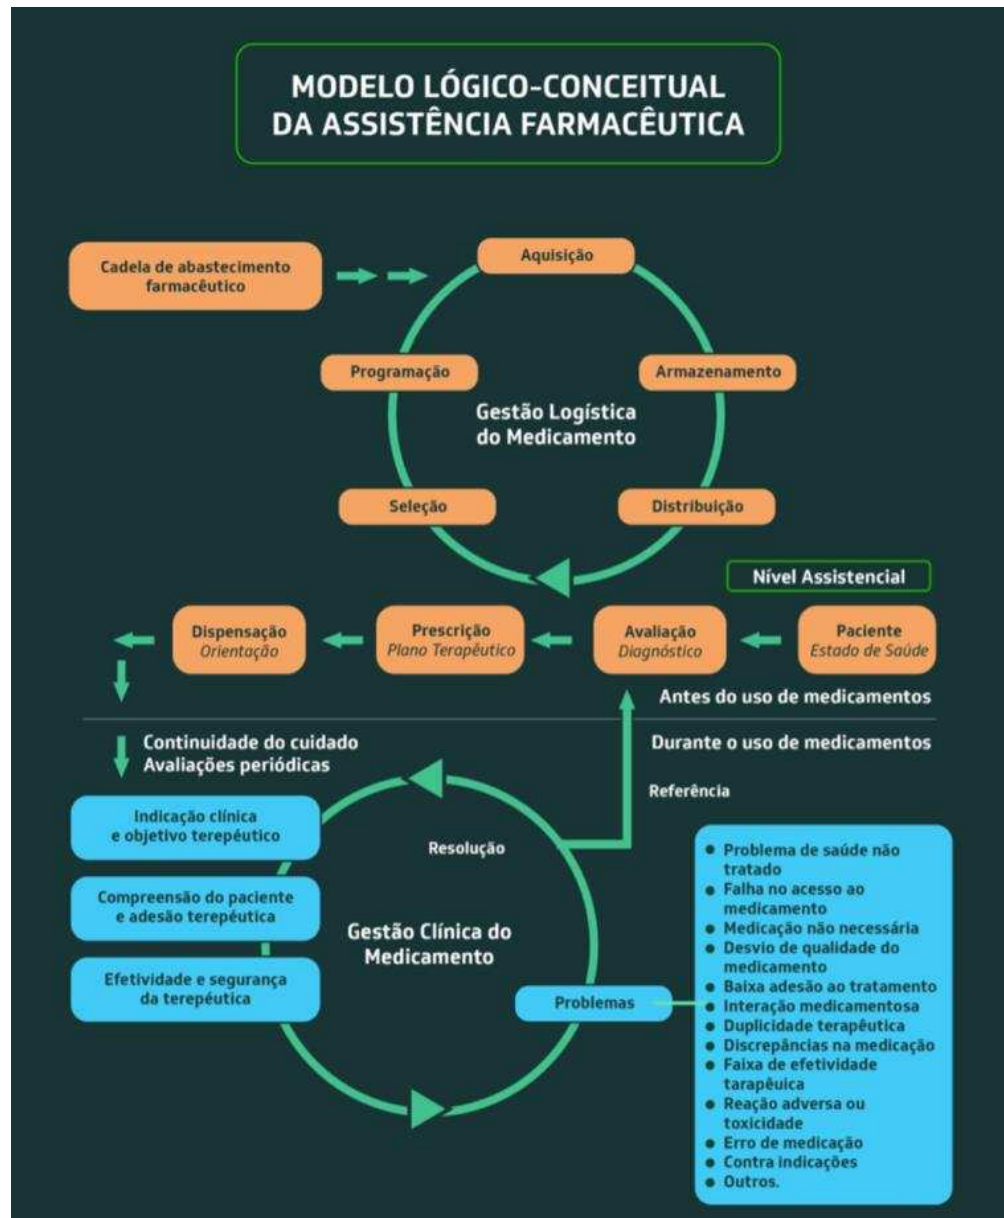 MODELO LÓGICO-CONCEITUAL
DA ASSISTÊNCIA FARMACÊUTICA
Cadela de abastecimento
farmacêutico
Aquisição
Programação
Armazenamento
Gestão Logística
do Medicamento
Seleção
Distribuição
Nível Assistencial
Dispensação
Orientação
Prescrição
Plano Terapêutico
Avaliação
Diagnóstico
Paciente
Estado de Saúde
Antes do uso de medicamentos
Continuidade do cuidado
Avaliações periódicas
Durante o uso de medicamentos
Referência
Indicação clínica
e objetivo terepéutico
Resolução
Compreensão do paciente
e adesão terepéutica
Gestão Clínica do
Medicamento
Efetividade e segurança
da terepéutica
Problemas
● Problema de saúde não
tratado
● Falha no acesso ao
medicamento
● Medicação não necessária
● Desvio de qualidade do
medicamento
● Baixa adesão ao tratamento
● Interação medicamentosa
● Duplicidade terapêutica
● Discrepâncias na medicação
● Faixa de efetividade
tarapêuica
● Reação adversa ou
toxicidade
● Erro de medicação
● Contra indicações
● Outros.